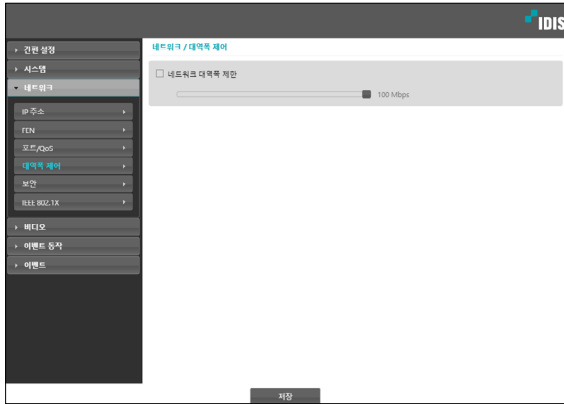 IDIS
간편 설정
시스템
네트워크
IP 주소
FEN
포트/QoS
대역폭 제어
보안
IEEE 802.1X
비디오
이벤트 동작
이벤트
네트워크 / 대역폭 제어
네트워크 대역폭 제한
100 Mbps
저장